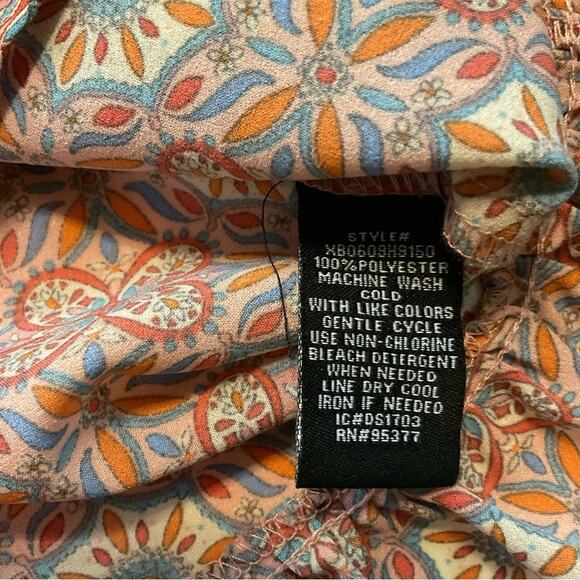 STYLE#
XB0609H9150
100%POLYESTER
MACHINE WASH
COLD
WITH LIKE COLORS
GENTLE CYCLE
USE NON-CHLORINE
BLEACH DETERGENT
WHEN NEEDED
LINE DRY COOL
IRON IF NEEDED
IC#DS1703
RN#95377